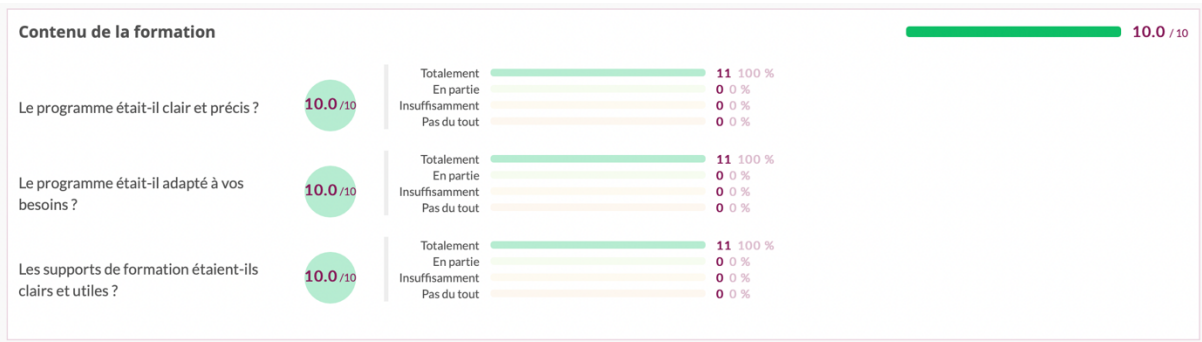 Contenu de la formation
10.0 / 10
Le programme était-il clair et précis ?
10.0 /10
Totalement 11 100 %
En partie 0 0 %
Insuffisamment 0 0 %
Pas du tout 0 0 %
Le programme était-il adapté à vos
besoins ?
10.0 /10
Totalement 11 100 %
En partie 0 0 %
Insuffisamment 0 0 %
Pas du tout 0 0 %
Les supports de formation étaient-ils
clairs et utiles ?
10.0 /10
Totalement 11 100 %
En partie 0 0 %
Insuffisamment 0 0 %
Pas du tout 0 0 %